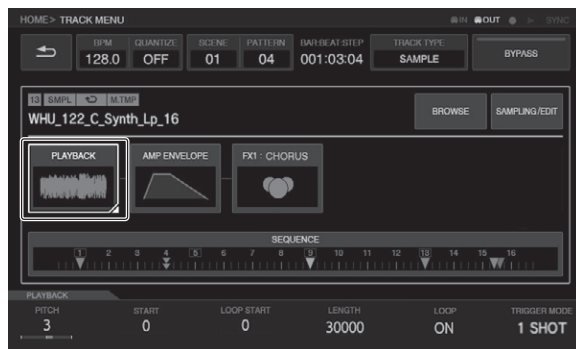 HOME> TRACK MENU
IN OUT SYNC
BPM QUANTIZE SCENE PATTERN BAR:BEAT:STEP TRACK TYPE
128.0 OFF 01 04 001:03:04 SAMPLE BYPASS
13 SMPL M.TMP
WHU_122_C_Synth_Lp_16
BROWSE SAMPLING/EDIT
PLAYBACK AMP ENVELOPE FX1 : CHORUS
SEQUENCE
1 2 3 4 5 6 7 8 9 10 11 12 13 14 15 16
PLAYBACK
PITCH START LOOP START LENGTH LOOP TRIGGER MODE
3 0 0 30000 ON 1 SHOT